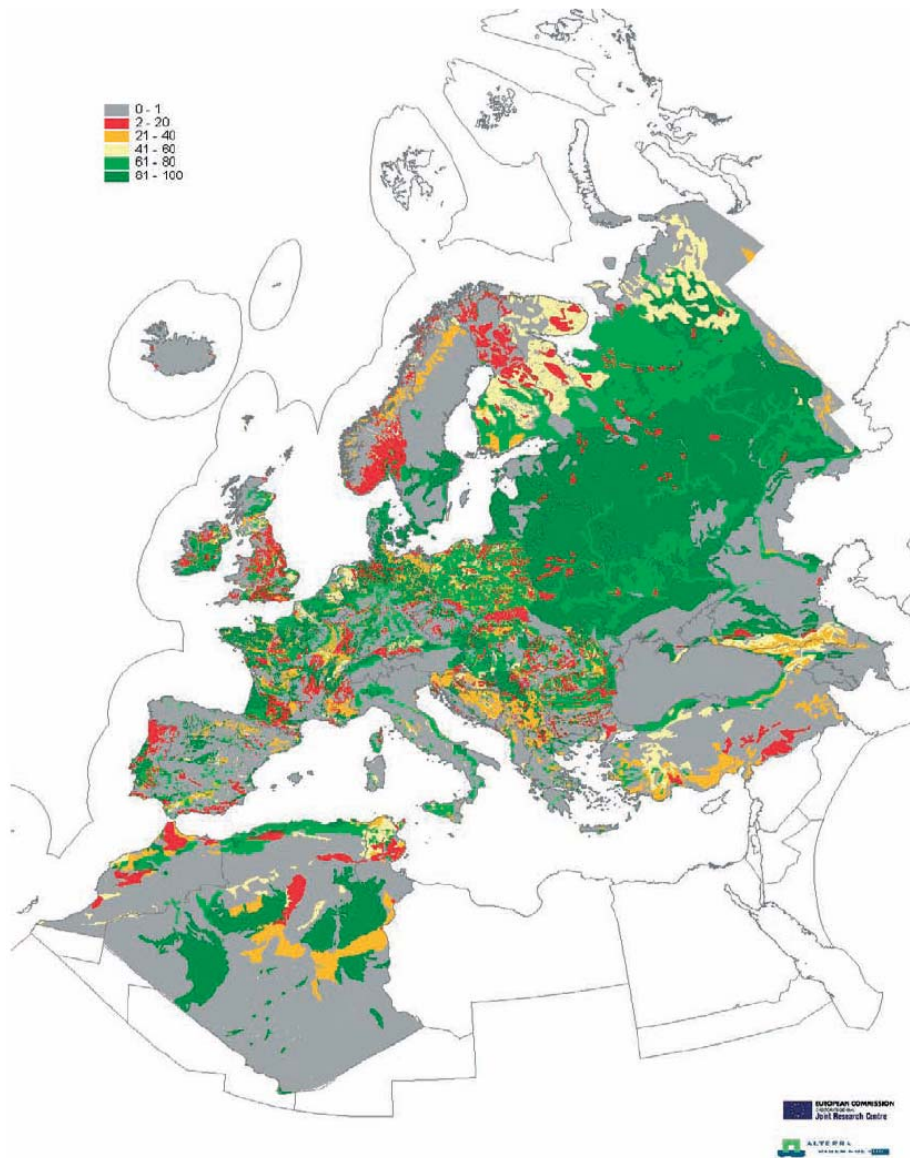 0 - 1
2 - 20
21 - 40
41 - 60
61 - 80
81 - 100
EUROPEAN COMMISSION
Joint Research Centre
ALTERRA